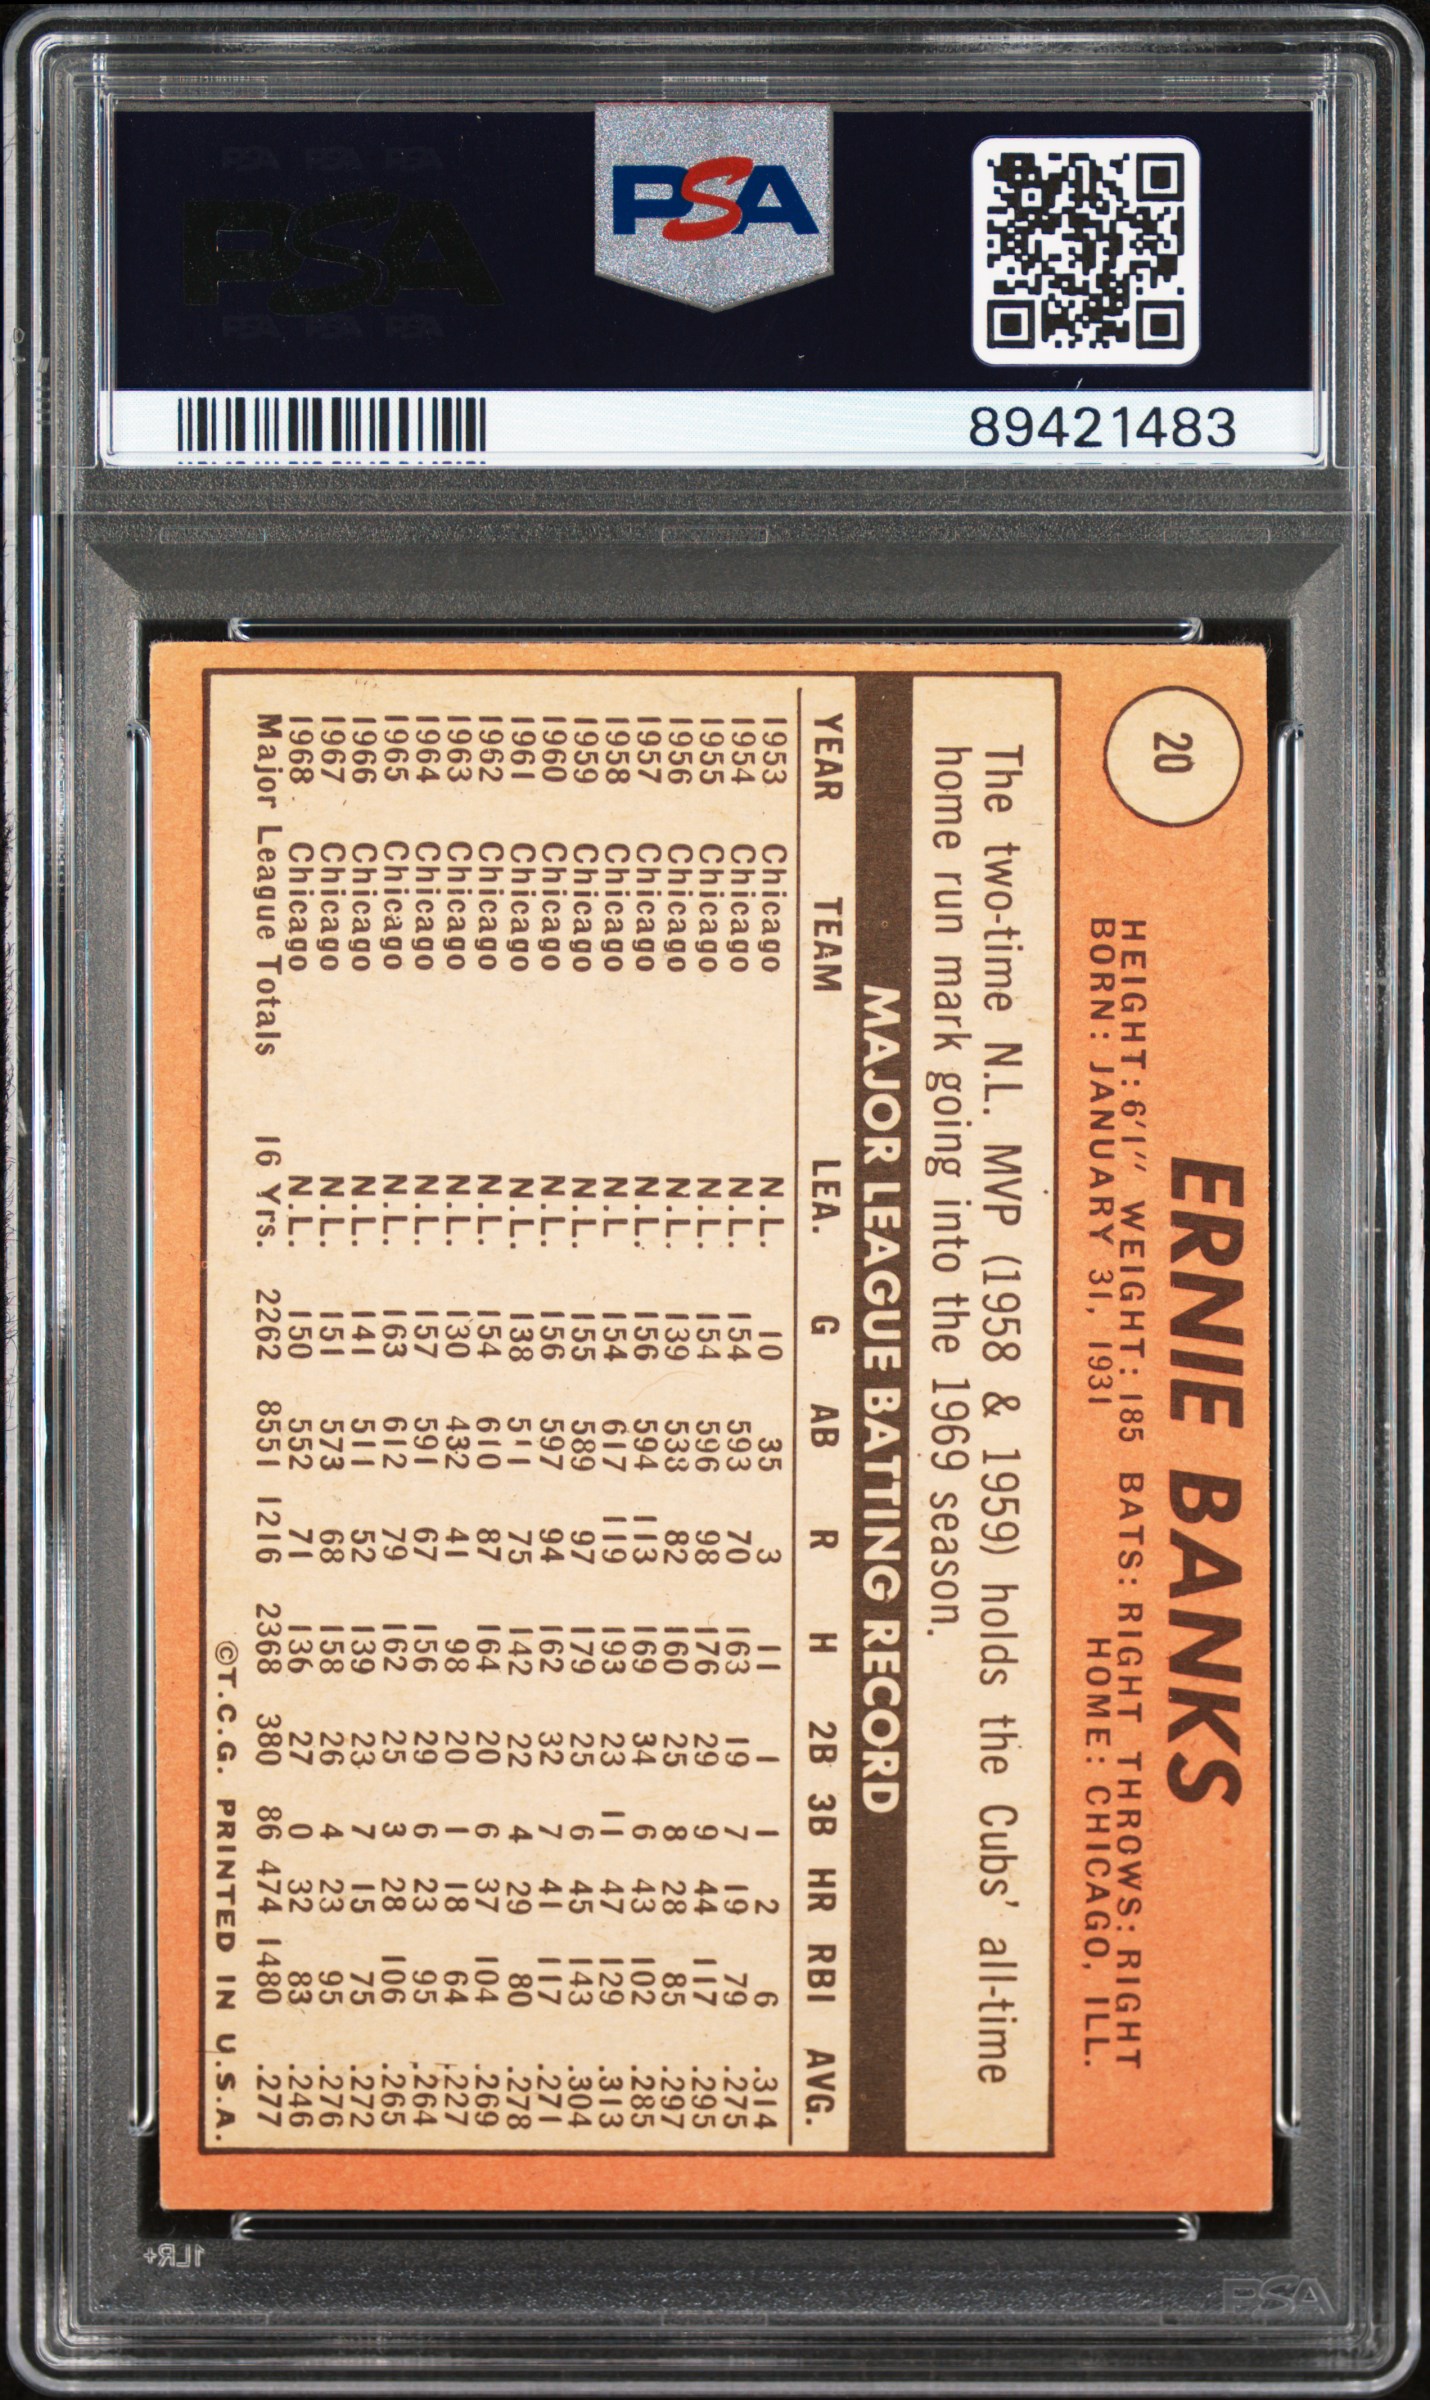 PSA
89421483
20
ERNIE BANKS
HEIGHT: 6'1" WEIGHT: 185 BATS: RIGHT THROWS: RIGHT
BORN: JANUARY 31, 1931 HOME: CHICAGO, ILL.
The two-time N.L. MVP (1958 & 1959) holds the Cubs' all-time
home run mark going into the 1969 season.
MAJOR LEAGUE BATTING RECORD
YEAR TEAM LEA. G AB R H 2B 3B HR RBI AVG.
1953 Chicago N.L. 10 35 3 11 1 1 2 6 .314
1954 Chicago N.L. 154 593 70 163 19 7 19 79 .275
1955 Chicago N.L. 154 596 98 176 29 9 44 117 .295
1956 Chicago N.L. 139 538 82 160 25 8 28 85 .297
1957 Chicago N.L. 156 594 113 169 34 6 43 102 .285
1958 Chicago N.L 154 617 119 193 23 11 47 129 .313
1959 Chicago N.L. 155 589 97 179 25 6 45 143 .304
1960 Chicago N.L. 156 597 94 162 32 7 41 117 .271
1961 Chicago N.L. 138 511 75 142 22 4 29 80 .278
1962 Chicago N.L. 154 610 87 164 20 6 37 104 .269
1963 Chicago N.L. 130 432 41 98 20 1 18 64 .227
1964 Chicago N.L. 157 591 67 156 29 6 23 95 .264
1965 Chicago N.L. 163 612 79 162 25 3 28 106 .265
1966 Chicago N.L. 141 511 52 139 23 7 15 75 .272
1967 Chicago N.L. 151 573 68 158 26 4 23 95 .276
1968 Chicago N.L. 150 552 71 136 27 0 32 83 .246
Major League Totals 16 Yrs. 2262 8551 1216 2368 380 86 474 1480 .277
©T.C.G. PRINTED IN U.S.A.
1LR+
PSA